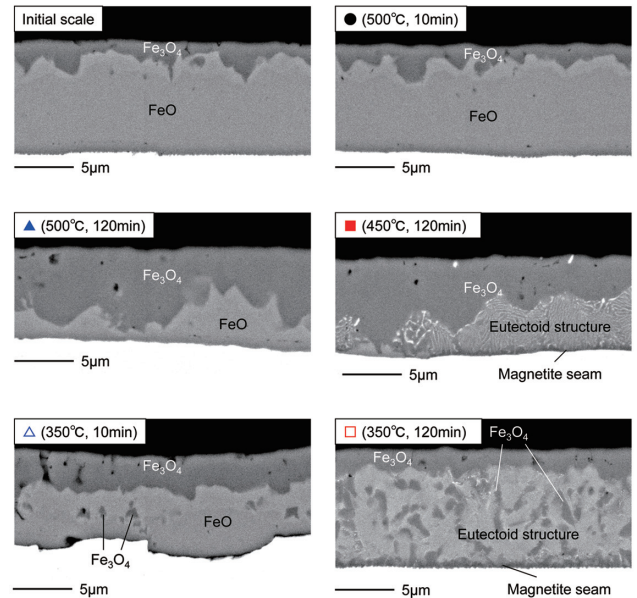 Initial scale
Fe₃O₄
FeO
5μm
● (500℃, 10min)
Fe₃O₄
FeO
5μm
▲ (500℃, 120min)
Fe₃O₄
FeO
5μm
■ (450℃, 120min)
Fe₃O₄
Eutectoid structure
Magnetite seam
5μm
△ (350℃, 10min)
Fe₃O₄
FeO
Fe₃O₄
5μm
□ (350℃, 120min)
Fe₃O₄
Fe₃O₄
Eutectoid structure
Magnetite seam
5μm